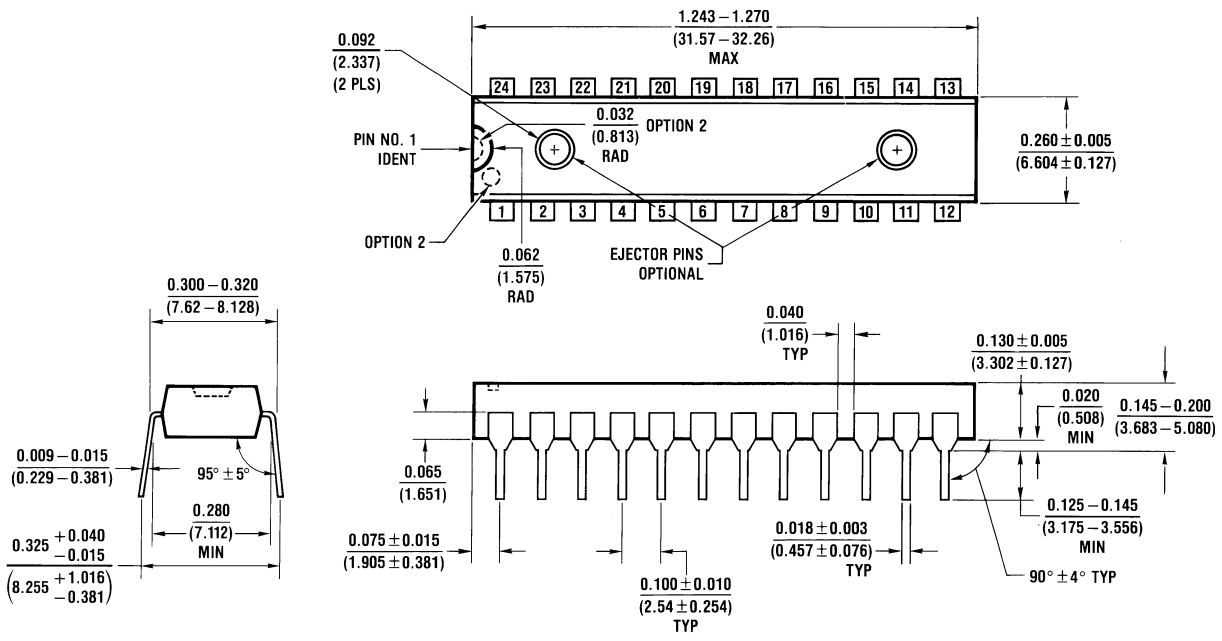 1.243–1.270
(31.57–32.26)
MAX
0.092
(2.337)
(2 PLS)
24 23 22 21 20 19 18 17 16 15 14 13
0.032
(0.813)
RAD
OPTION 2
PIN NO. 1
IDENT
0.260±0.005
(6.604±0.127)
1 2 3 4 5 6 7 8 9 10 11 12
OPTION 2
0.062
(1.575)
RAD
EJECTOR PINS
OPTIONAL
0.300–0.320
(7.62–8.128)
0.040
(1.016)
TYP
0.130±0.005
(3.302±0.127)
0.020
(0.508)
MIN
0.145–0.200
(3.683–5.080)
0.009–0.015
(0.229–0.381)
95° ±5°
0.065
(1.651)
0.280
(7.112)
MIN
0.125–0.145
(3.175–3.556)
MIN
0.325 +0.040 −0.015
(8.255 +1.016 −0.381)
0.075±0.015
(1.905±0.381)
0.018±0.003
(0.457±0.076)
TYP
0.100±0.010
(2.54±0.254)
TYP
90° ±4° TYP